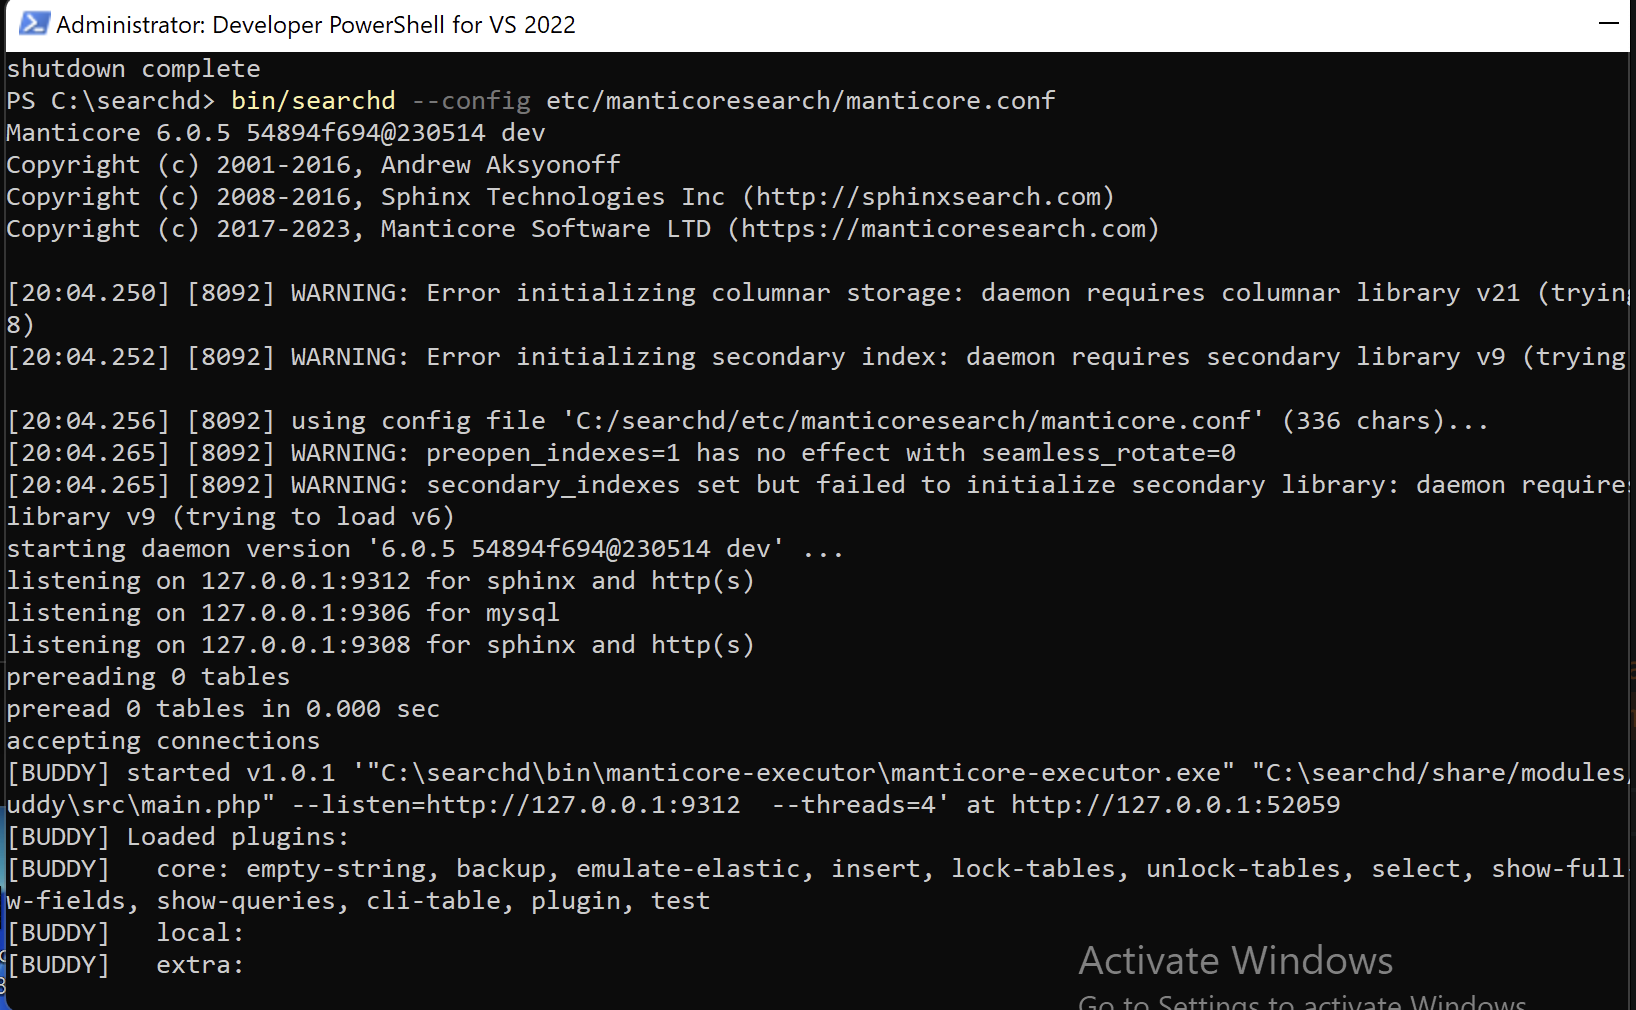 Administrator: Developer PowerShell for VS 2022
shutdown complete
PS C:\searchd> bin/searchd --config etc/manticoresearch/manticore.conf
Manticore 6.0.5 54894f694@230514 dev
Copyright (c) 2001-2016, Andrew Aksyonoff
Copyright (c) 2008-2016, Sphinx Technologies Inc (http://sphinxsearch.com)
Copyright (c) 2017-2023, Manticore Software LTD (https://manticoresearch.com)
[20:04.250] [8092] WARNING: Error initializing columnar storage: daemon requires columnar library v21 (trying
8)
[20:04.252] [8092] WARNING: Error initializing secondary index: daemon requires secondary library v9 (trying
[20:04.256] [8092] using config file 'C:/searchd/etc/manticoresearch/manticore.conf' (336 chars)...
[20:04.265] [8092] WARNING: preopen_indexes=1 has no effect with seamless_rotate=0
[20:04.265] [8092] WARNING: secondary_indexes set but failed to initialize secondary library: daemon requires
library v9 (trying to load v6)
starting daemon version '6.0.5 54894f694@230514 dev' ...
listening on 127.0.0.1:9312 for sphinx and http(s)
listening on 127.0.0.1:9306 for mysql
listening on 127.0.0.1:9308 for sphinx and http(s)
prereading 0 tables
preread 0 tables in 0.000 sec
accepting connections
[BUDDY] started v1.0.1 '"C:\searchd\bin\manticore-executor\manticore-executor.exe" "C:\searchd/share/modules/
uddy\src\main.php" --listen=http://127.0.0.1:9312  --threads=4' at http://127.0.0.1:52059
[BUDDY] Loaded plugins:
[BUDDY]   core: empty-string, backup, emulate-elastic, insert, lock-tables, unlock-tables, select, show-full-
w-fields, show-queries, cli-table, plugin, test
[BUDDY]   local:
[BUDDY]   extra:
Activate Windows
Go to Settings to activate Windows.